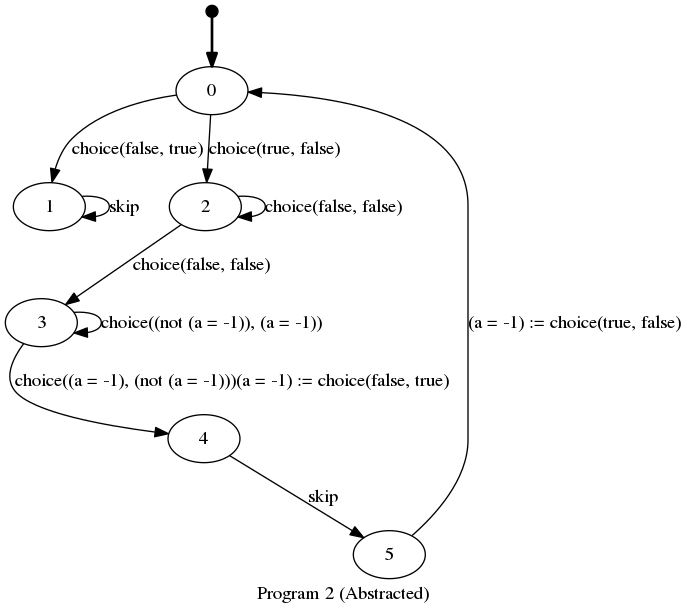 0
choice(false, true)
choice(true, false)
1
skip
2
choice(false, false)
choice(false, false)
3
choice((not (a = -1)), (a = -1))
(a = -1) := choice(true, false)
choice((a = -1), (not (a = -1)))(a = -1) := choice(false, true)
4
skip
5
Program 2 (Abstracted)